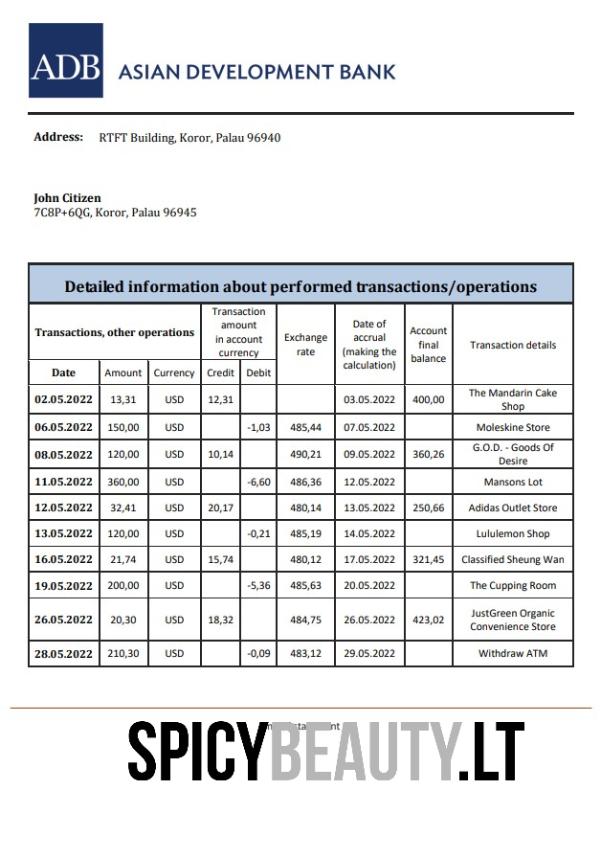 ADB
ASIAN DEVELOPMENT BANK
Address: RTFT Building, Koror, Palau 96940
John Citizen
7C8P+6QG, Koror, Palau 96945
Detailed information about performed transactions/operations
Transactions, other operations
Transaction
amount
in account
currency
Exchange
rate
Date of
accrual
(making the
calculation)
Account
final
balance
Transaction details
Date Amount Currency Credit Debit
02.05.2022 13,31 USD 12,31 03.05.2022 400,00 The Mandarin Cake
Shop
06.05.2022 150,00 USD -1,03 485,44 07.05.2022 Moleskine Store
08.05.2022 120,00 USD 10,14 490,21 09.05.2022 360,26 G.O.D. - Goods Of
Desire
11.05.2022 360,00 USD -6,60 486,36 12.05.2022 Mansons Lot
12.05.2022 32,41 USD 20,17 480,14 13.05.2022 250,66 Adidas Outlet Store
13.05.2022 120,00 USD -0,21 485,19 14.05.2022 Lululemon Shop
16.05.2022 21,74 USD 15,74 480,12 17.05.2022 321,45 Classified Sheung Wan
19.05.2022 200,00 USD -5,36 485,63 20.05.2022 The Cupping Room
26.05.2022 20,30 USD 18,32 484,75 26.05.2022 423,02 JustGreen Organic
Convenience Store
28.05.2022 210,30 USD -0,09 483,12 29.05.2022 Withdraw ATM
SPICYBEAUTY.LT